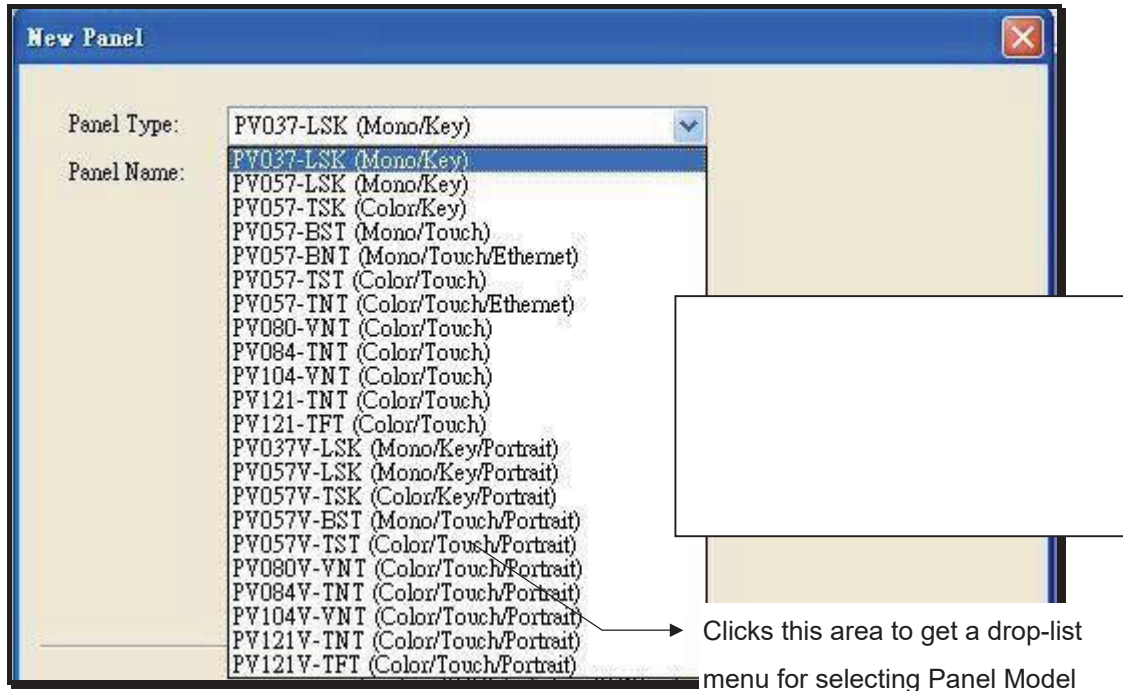 New Panel
Panel Type:
PV037-LSK (Mono/Key)
Panel Name:
PV037-LSK (Mono/Key)
PV057-LSK (Mono/Key)
PV057-TSK (Color/Key)
PV057-BST (Mono/Touch)
PV057-BNT (Mono/Touch/Ethernet)
PV057-TST (Color/Touch)
PV057-TNT (Color/Touch/Ethernet)
PV080-VNT (Color/Touch)
PV084-TNT (Color/Touch)
PV104-VNT (Color/Touch)
PV121-TNT (Color/Touch)
PV121-TFT (Color/Touch)
PV037V-LSK (Mono/Key/Portrait)
PV057V-LSK (Mono/Key/Portrait)
PV057V-TSK (Color/Key/Portrait)
PV057V-BST (Mono/Touch/Portrait)
PV057V-TST (Color/Touch/Portrait)
PV080V-VNT (Color/Touch/Portrait)
PV084V-TNT (Color/Touch/Portrait)
PV104V-VNT (Color/Touch/Portrait)
PV121V-TNT (Color/Touch/Portrait)
PV121V-TFT (Color/Touch/Portrait)
Clicks this area to get a drop-list
menu for selecting Panel Model